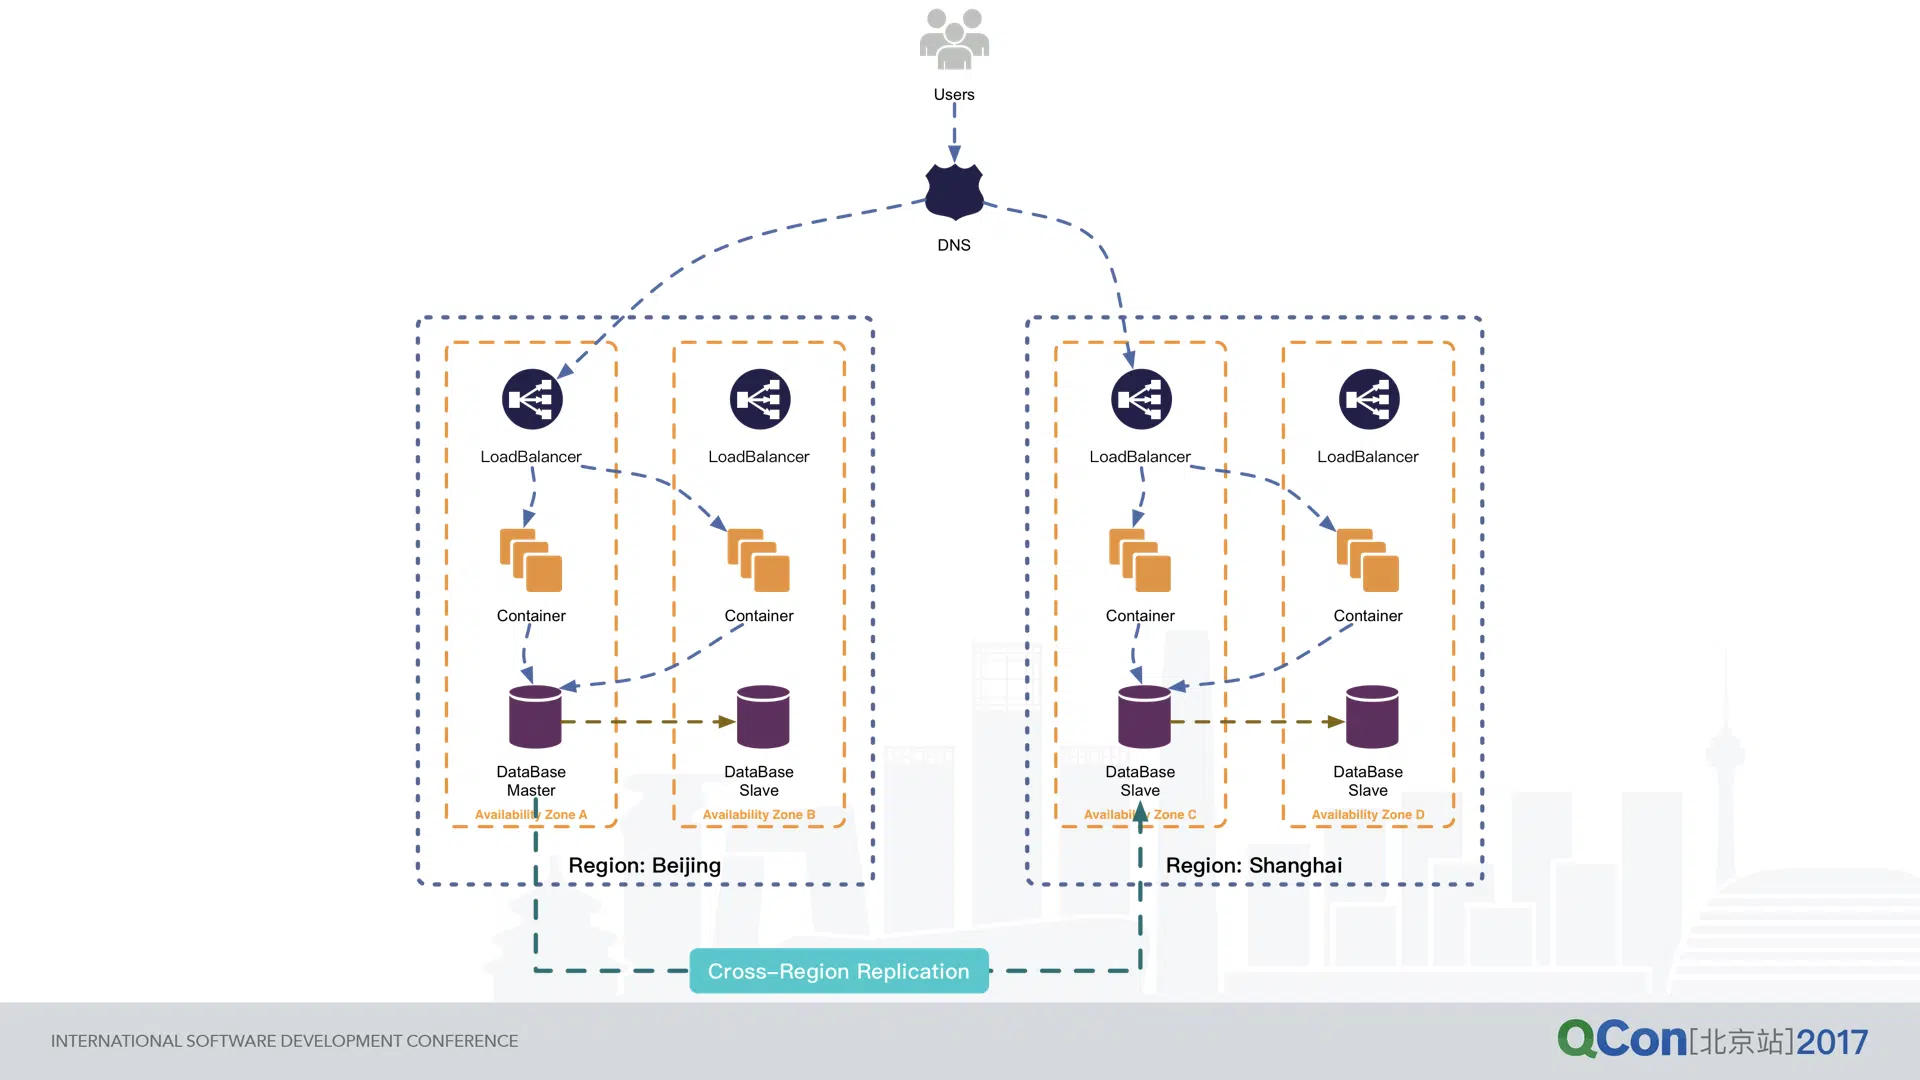 Users
DNS
LoadBalancer
LoadBalancer
LoadBalancer
LoadBalancer
Container
Container
Container
Container
DataBase
Master
DataBase
Slave
DataBase
Slave
DataBase
Slave
Availability Zone A
Availability Zone B
Availability Zone C
Availability Zone D
Region: Beijing
Region: Shanghai
Cross-Region Replication
INTERNATIONAL SOFTWARE DEVELOPMENT CONFERENCE
QCon[北京站]2017